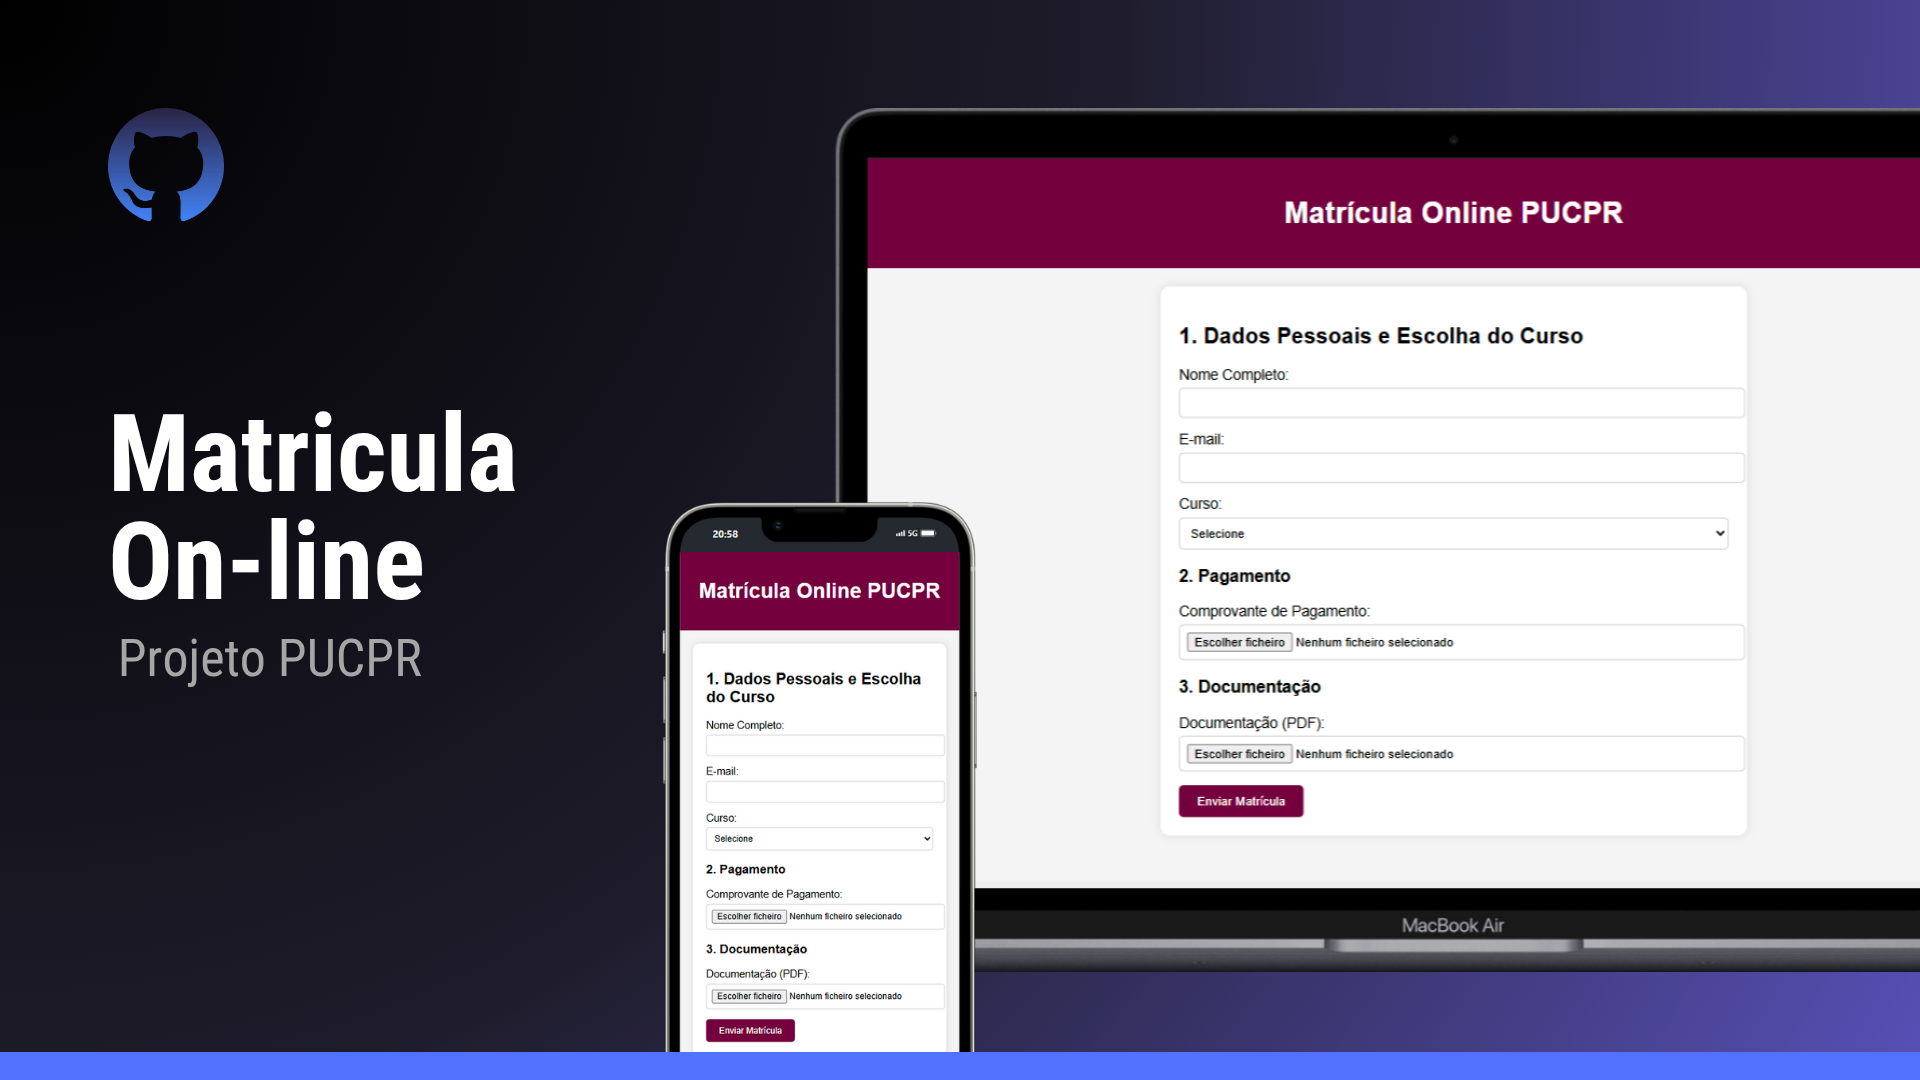 Matricula
On-line
Projeto PUCPR
20:58
5G
Matrícula Online PUCPR
1. Dados Pessoais e Escolha
do Curso
Nome Completo:
E-mail:
Curso:
Selecione
2. Pagamento
Comprovante de Pagamento:
Escolher ficheiro Nenhum ficheiro selecionado
3. Documentação
Documentação (PDF):
Escolher ficheiro Nenhum ficheiro selecionado
Enviar Matrícula
Matrícula Online PUCPR
1. Dados Pessoais e Escolha do Curso
Nome Completo:
E-mail:
Curso:
Selecione
2. Pagamento
Comprovante de Pagamento:
Escolher ficheiro Nenhum ficheiro selecionado
3. Documentação
Documentação (PDF):
Escolher ficheiro Nenhum ficheiro selecionado
Enviar Matrícula
MacBook Air